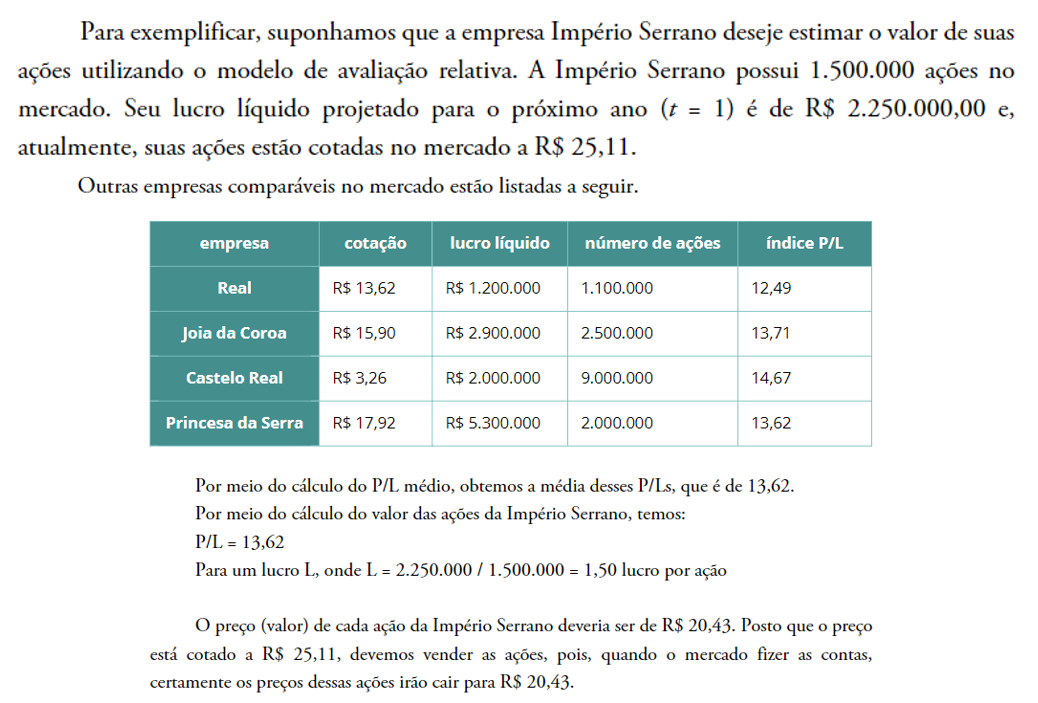 Para exemplificar, suponhamos que a empresa Império Serrano deseje estimar o valor de suas
ações utilizando o modelo de avaliação relativa. A Império Serrano possui 1.500.000 ações no
mercado. Seu lucro líquido projetado para o próximo ano (t = 1) é de R$ 2.250.000,00 e,
atualmente, suas ações estão cotadas no mercado a R$ 25,11.
Outras empresas comparáveis no mercado estão listadas a seguir.
empresa cotação lucro líquido número de ações índice P/L
Real R$ 13,62 R$ 1.200.000 1.100.000 12,49
Joia da Coroa R$ 15,90 R$ 2.900.000 2.500.000 13,71
Castelo Real R$ 3,26 R$ 2.000.000 9.000.000 14,67
Princesa da Serra R$ 17,92 R$ 5.300.000 2.000.000 13,62
Por meio do cálculo do P/L médio, obtemos a média desses P/Ls, que é de 13,62.
Por meio do cálculo do valor das ações da Império Serrano, temos:
P/L = 13,62
Para um lucro L, onde L = 2.250.000 / 1.500.000 = 1,50 lucro por ação
O preço (valor) de cada ação da Império Serrano deveria ser de R$ 20,43. Posto que o preço
está cotado a R$ 25,11, devemos vender as ações, pois, quando o mercado fizer as contas,
certamente os preços dessas ações irão cair para R$ 20,43.